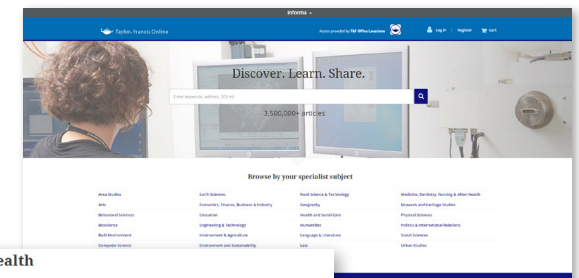 informa
Taylor & Francis Online
Access provided by T&F Office Locations
Log in | Register Cart
Discover. Learn. Share.
Enter keywords, authors, DOI etc
3,500,000+ articles
Browse by your specialist subject
Area Studies Earth Sciences Food Science & Technology Medicine, Dentistry, Nursing & Allied Health
Arts Economics, Finance, Business & Industry Geography Museum and Heritage Studies
Behavioral Sciences Education Health and Social Care Physical Sciences
Bioscience Engineering & Technology Humanities Politics & International Relations
Built Environment Environment & Agriculture Language & Literature Social Sciences
Computer Science Environment and Sustainability Law Urban Studies
ealth